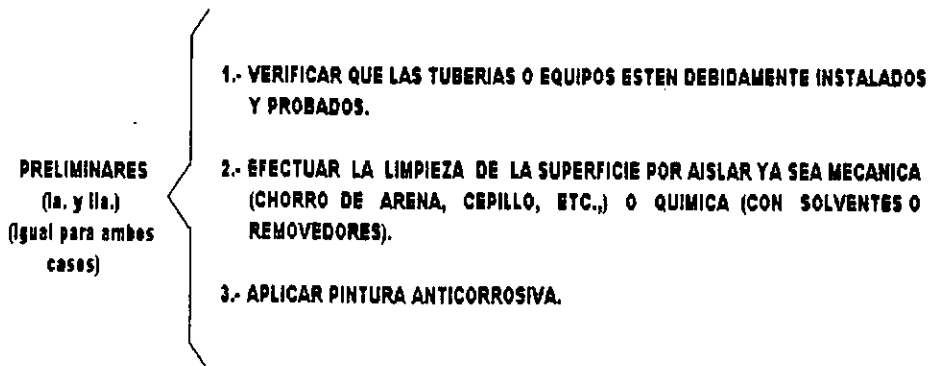 PRELIMINARES
(Ia. y IIa.)
(Igual para ambos
casos)
1.- VERIFICAR QUE LAS TUBERIAS O EQUIPOS ESTEN DEBIDAMENTE INSTALADOS
Y PROBADOS.
2.- EFECTUAR LA LIMPIEZA DE LA SUPERFICIE POR AISLAR YA SEA MECANICA
(CHORRO DE ARENA, CEPILLO, ETC.,) O QUIMICA (CON SOLVENTES O
REMOVEDORES).
3.- APLICAR PINTURA ANTICORROSIVA.